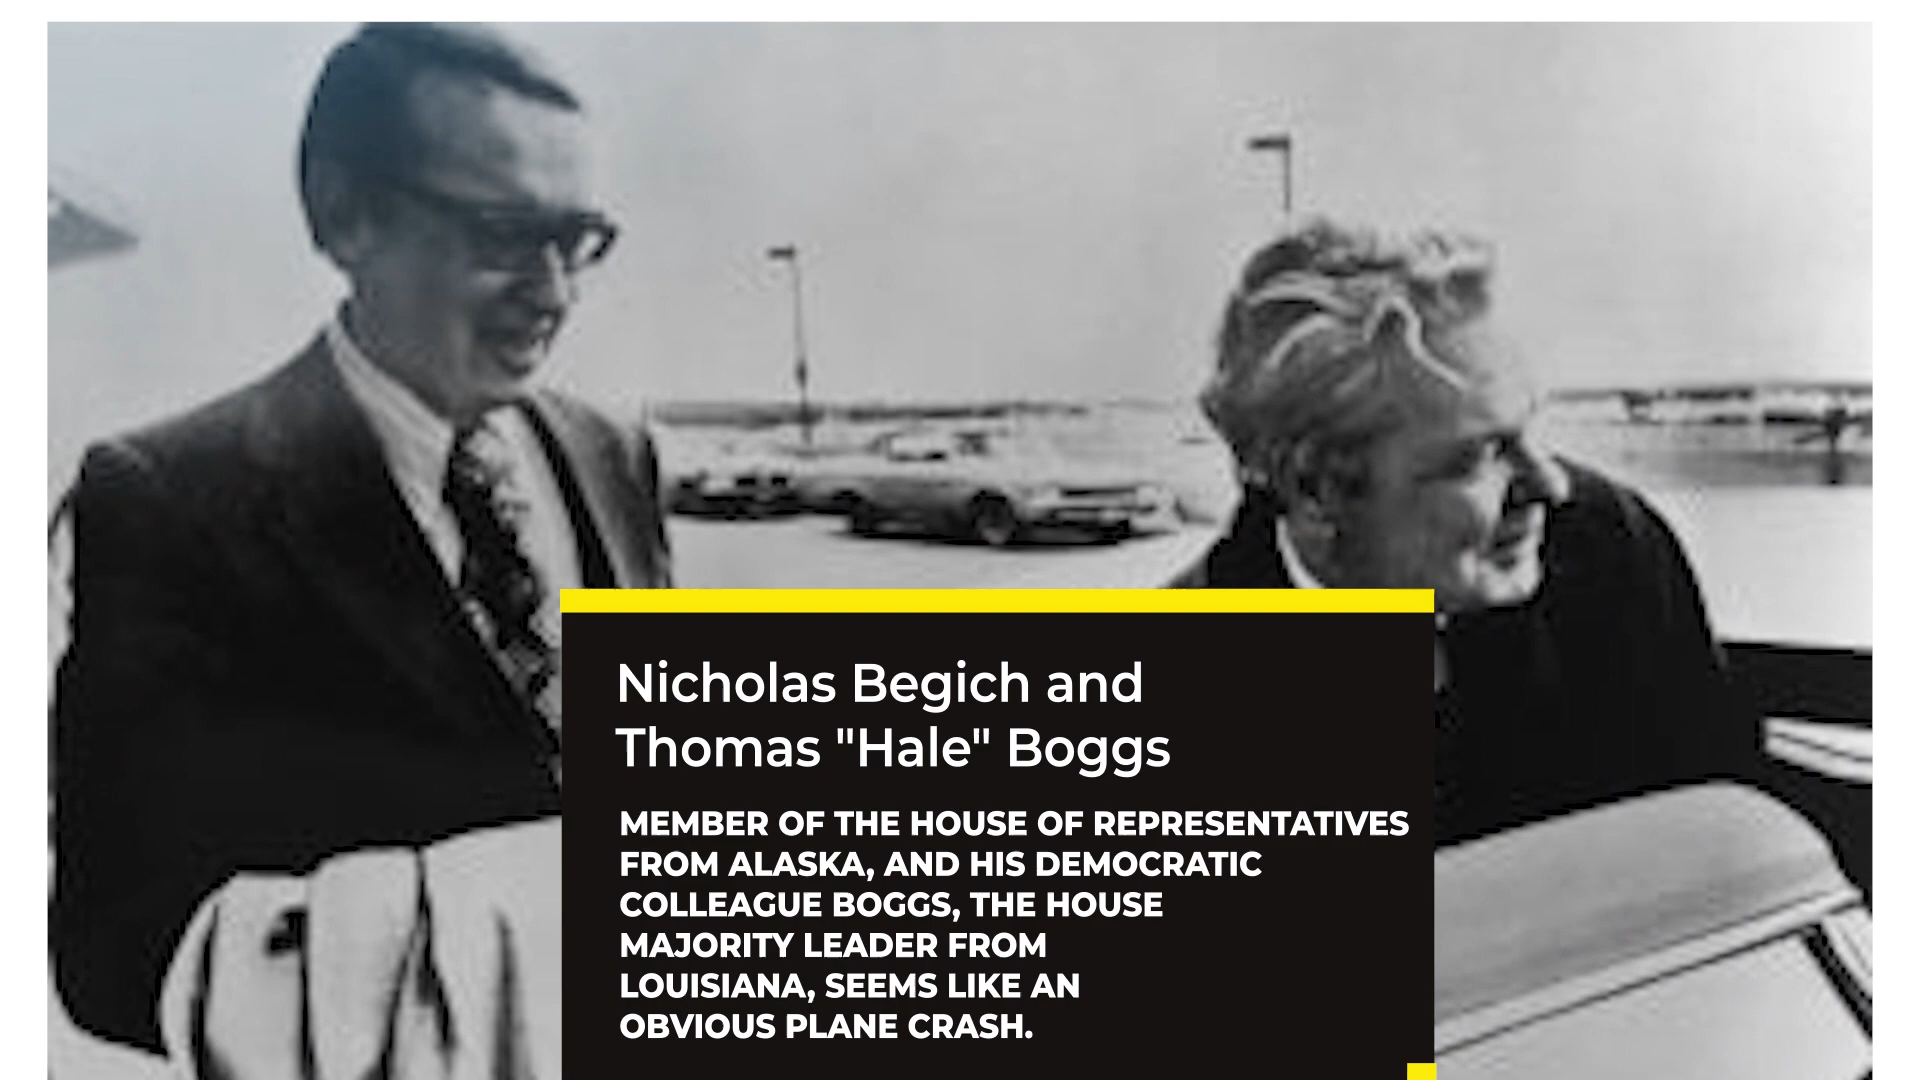 Nicholas Begich and
Thomas "Hale" Boggs
MEMBER OF THE HOUSE OF REPRESENTATIVES
FROM ALASKA, AND HIS DEMOCRATIC
COLLEAGUE BOGGS, THE HOUSE
MAJORITY LEADER FROM
LOUISIANA, SEEMS LIKE AN
OBVIOUS PLANE CRASH.